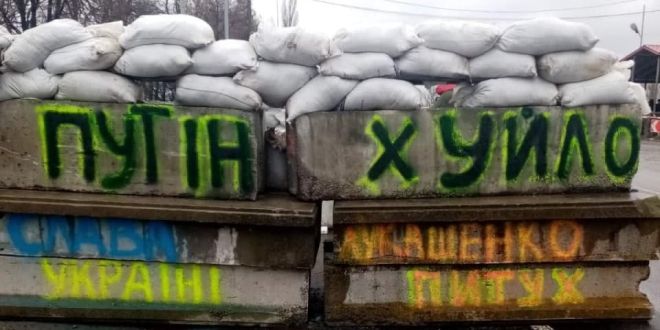 ПУТІН ХУЙЛО
СЛАВА УКРАЇНІ
ЛУКАШЕНКО ПИТУХ